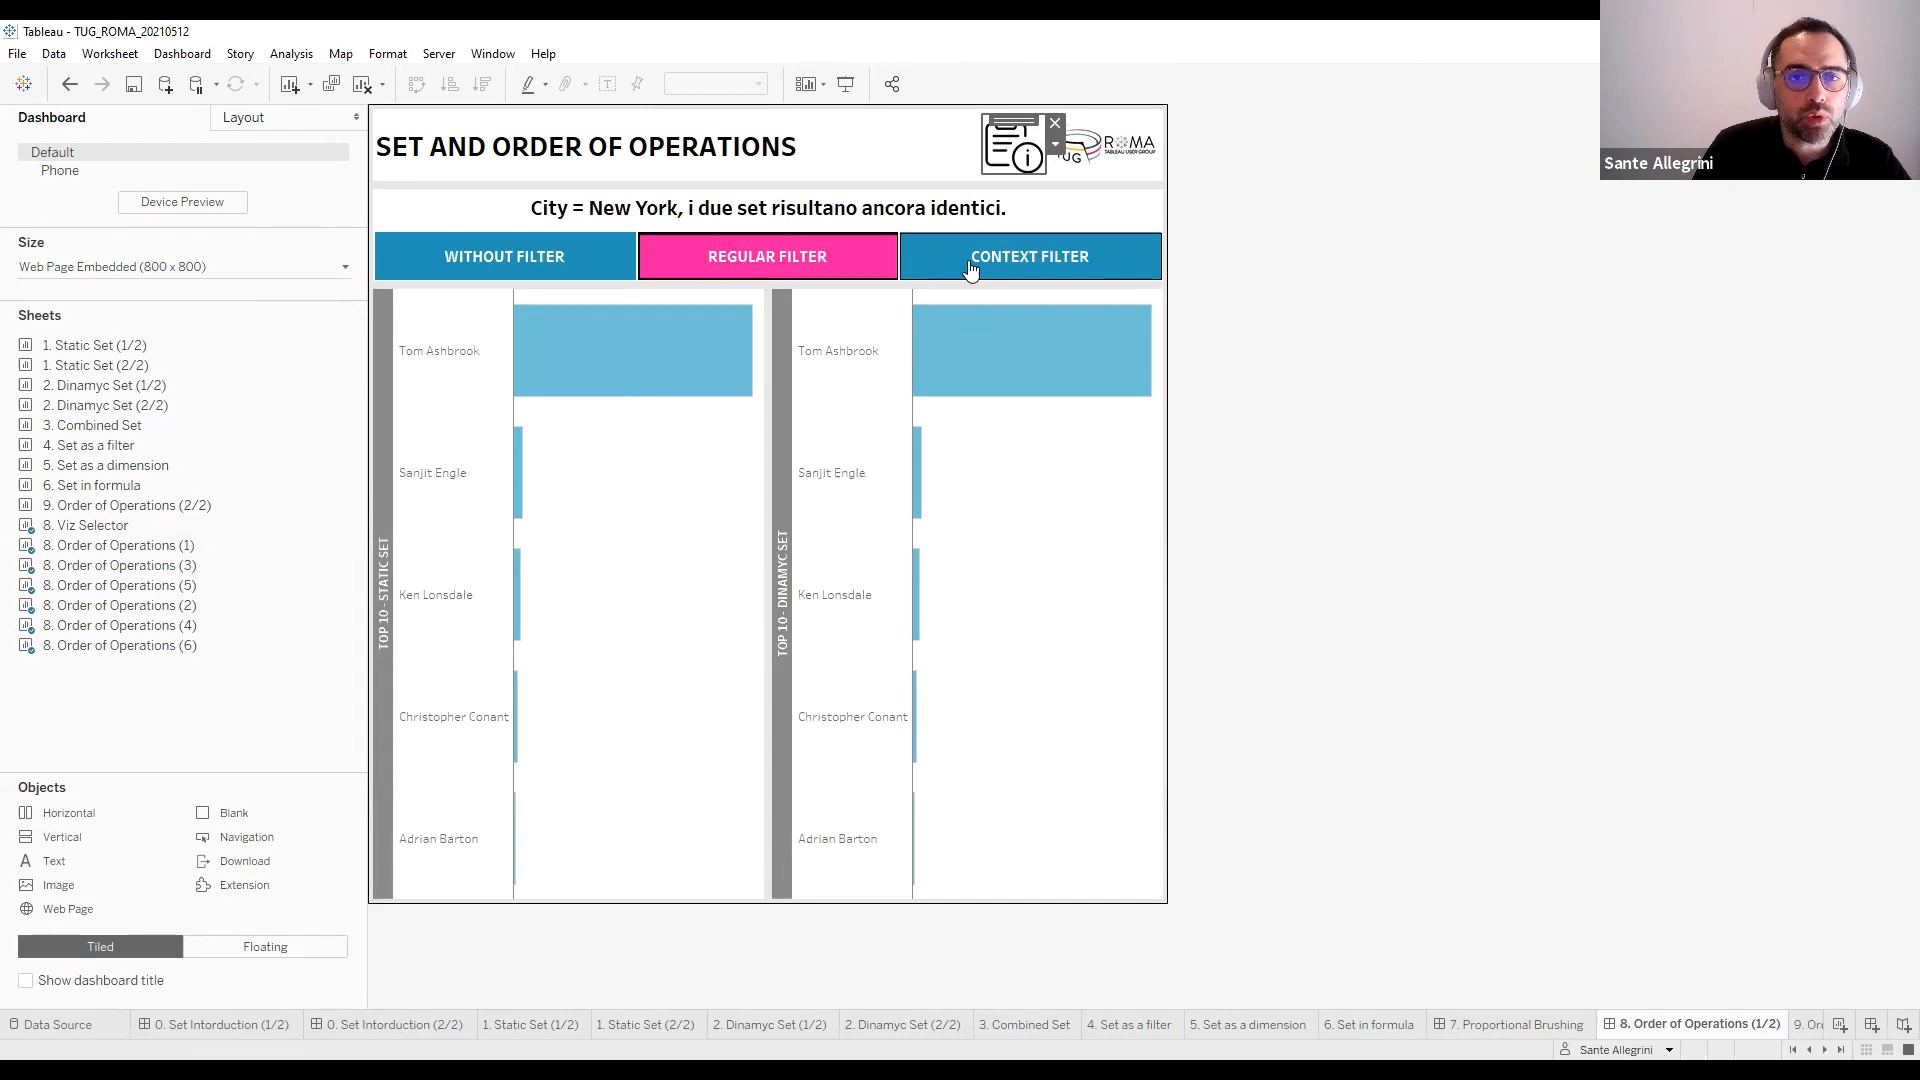 Tableau - TUG_ROMA_20210512
File Data Worksheet Dashboard Story Analysis Map Format Server Window Help
Dashboard
Layout
Default
Phone
Device Preview
Size
Web Page Embedded (800 x 800)
Sheets
1. Static Set (1/2)
1. Static Set (2/2)
2. Dinamyc Set (1/2)
2. Dinamyc Set (2/2)
3. Combined Set
4. Set as a filter
5. Set as a dimension
6. Set in formula
9. Order of Operations (2/2)
8. Viz Selector
8. Order of Operations (1)
8. Order of Operations (3)
8. Order of Operations (5)
8. Order of Operations (2)
8. Order of Operations (4)
8. Order of Operations (6)
Objects
Horizontal
Blank
Vertical
Navigation
Text
Download
Image
Extension
Web Page
Tiled
Floating
Show dashboard title
SET AND ORDER OF OPERATIONS
TUG
ROMA
TABLEAU USER GROUP
City = New York, i due set risultano ancora identici.
WITHOUT FILTER
REGULAR FILTER
CONTEXT FILTER
TOP 10 - STATIC SET
Tom Ashbrook
Sanjit Engle
Ken Lonsdale
Christopher Conant
Adrian Barton
TOP 10 - DINAMYC SET
Tom Ashbrook
Sanjit Engle
Ken Lonsdale
Christopher Conant
Adrian Barton
Sante Allegrini
Data Source
0. Set Intorduction (1/2)
0. Set Intorduction (2/2)
1. Static Set (1/2)
1. Static Set (2/2)
2. Dinamyc Set (1/2)
2. Dinamyc Set (2/2)
3. Combined Set
4. Set as a filter
5. Set as a dimension
6. Set in formula
7. Proportional Brushing
8. Order of Operations (1/2)
9.
Sante Allegrini